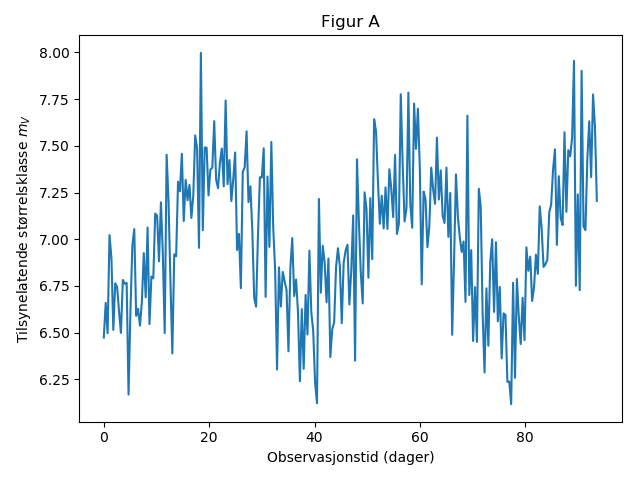 Figur A
Tilsynelatende størrelsklasse $m_V$
8.00
7.75
7.50
7.25
7.00
6.75
6.50
6.25
0 20 40 60 80
Observasjonstid (dager)